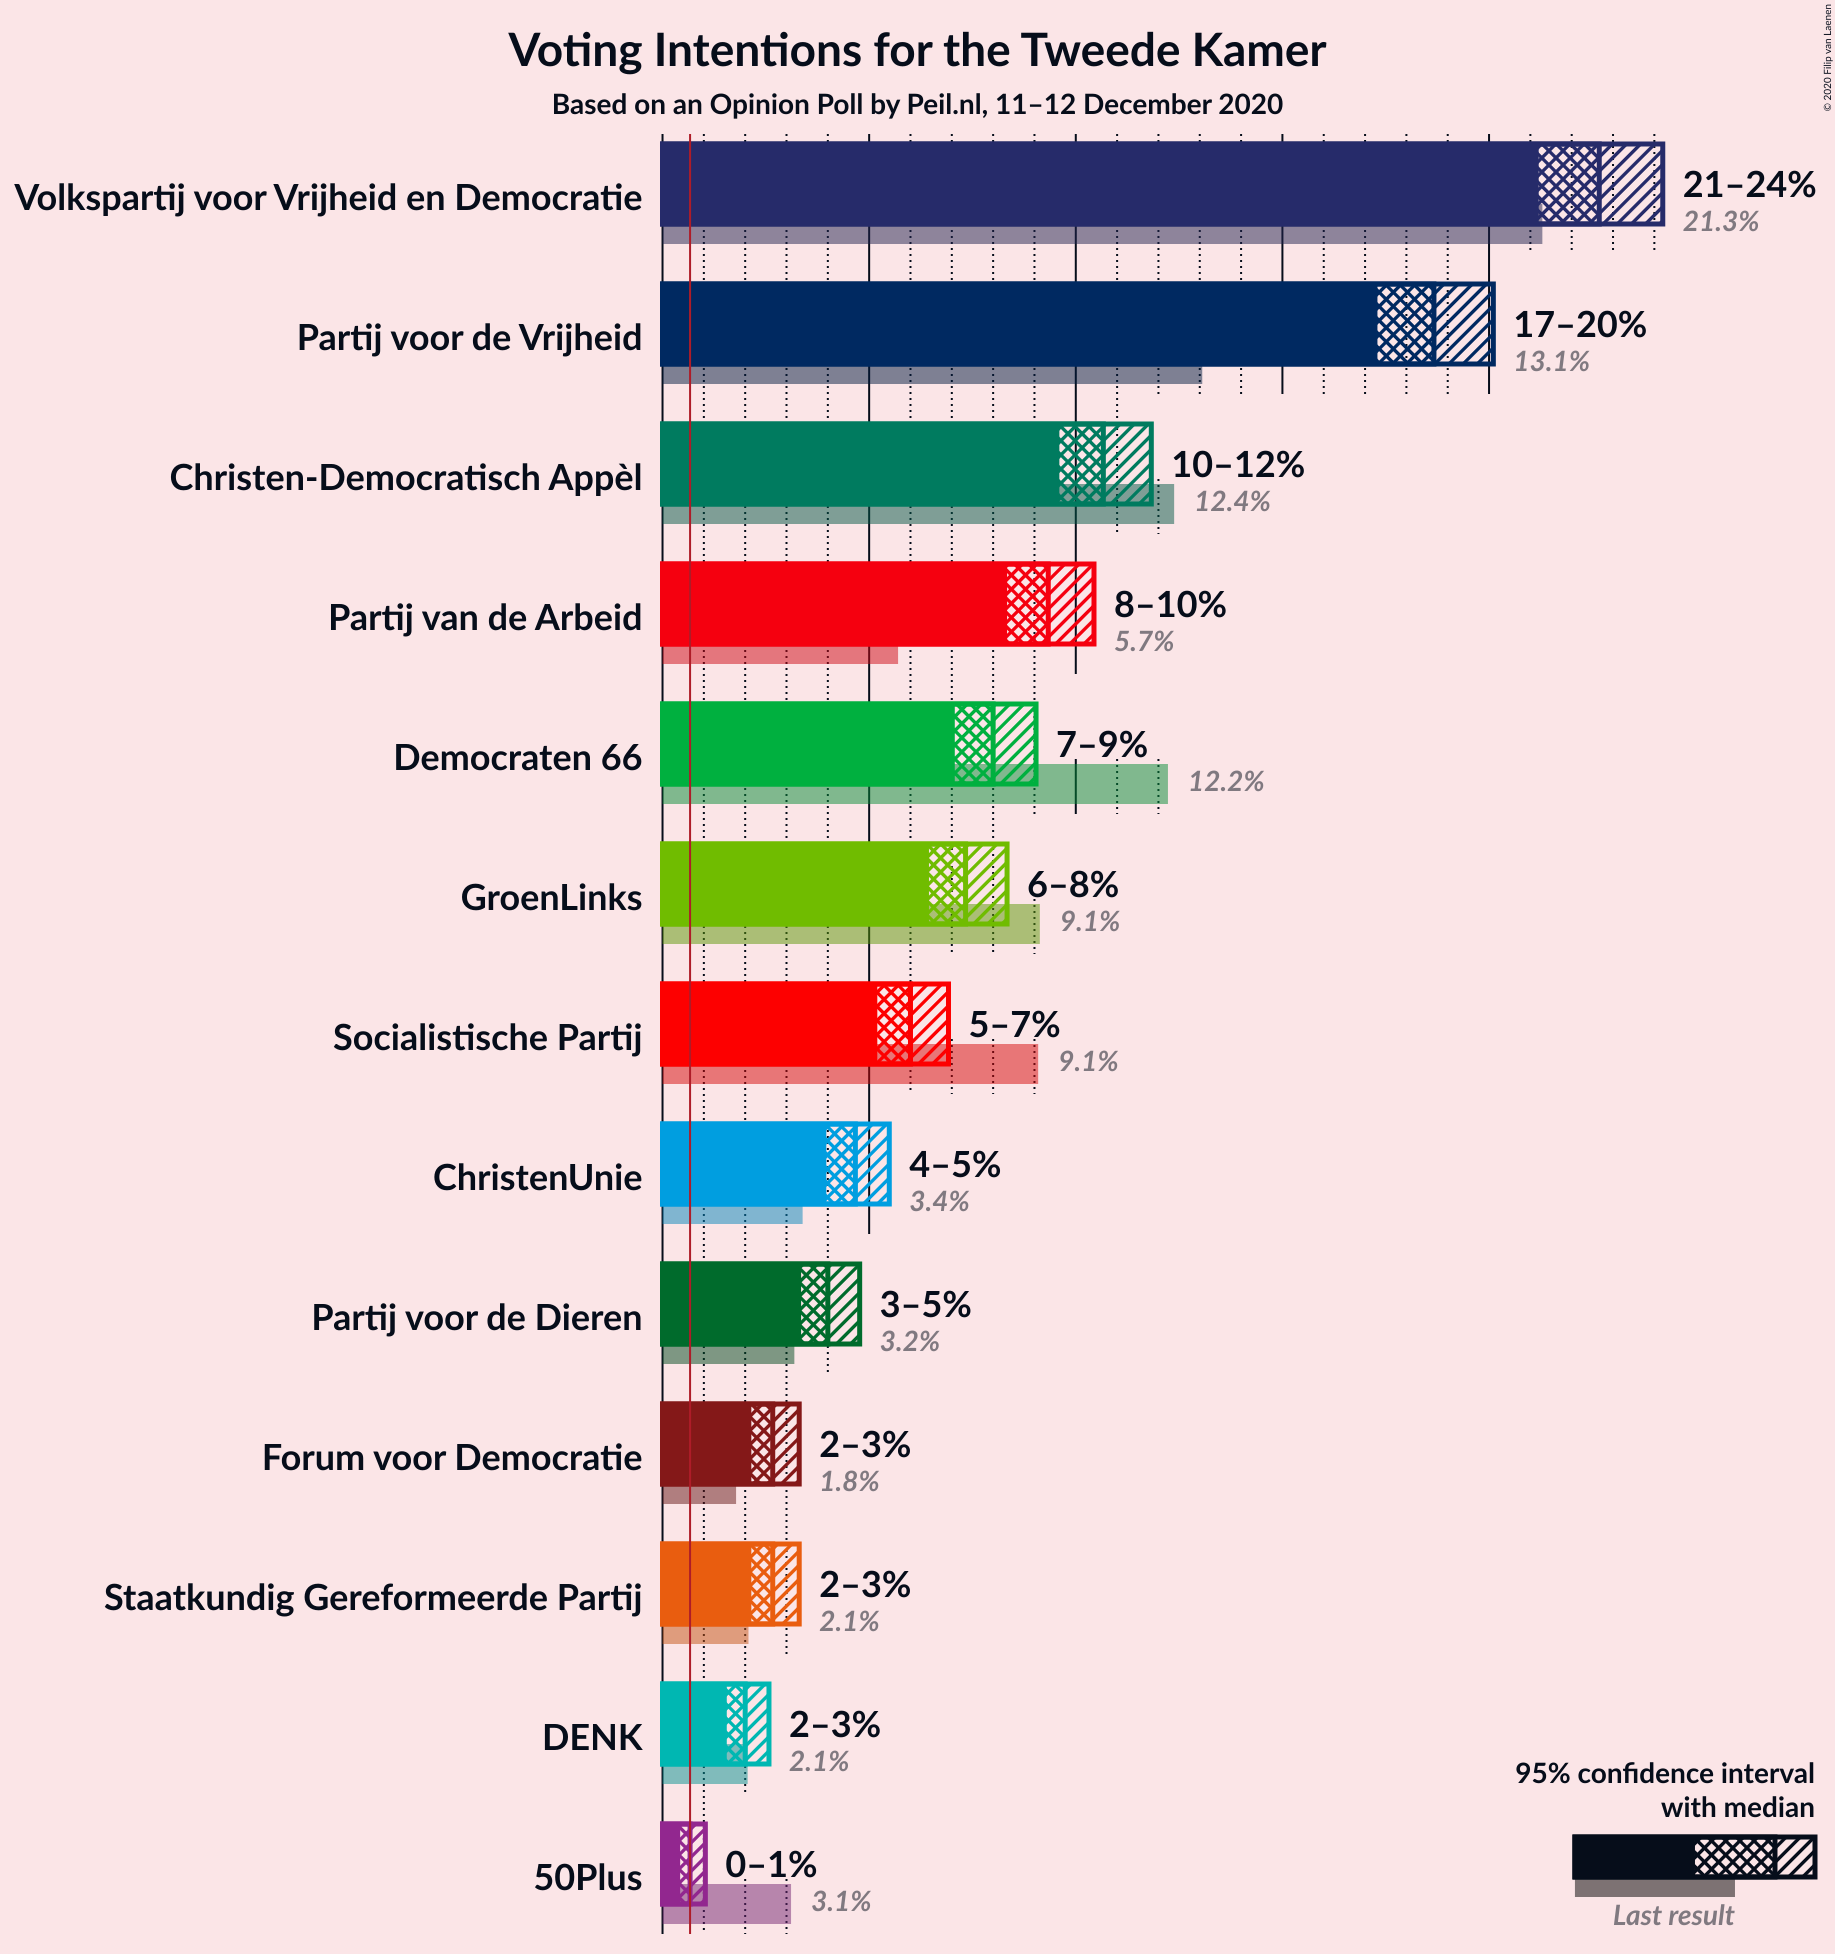 Voting Intentions for the Tweede Kamer
Based on an Opinion Poll by Peil.nl, 11–12 December 2020
© 2020 Filip van Laenen
Volkspartij voor Vrijheid en Democratie
21–24%
21.3%
Partij voor de Vrijheid
17–20%
13.1%
Christen-Democratisch Appèl
10–12%
12.4%
Partij van de Arbeid
8–10%
5.7%
Democraten 66
7–9%
12.2%
GroenLinks
6–8%
9.1%
Socialistische Partij
5–7%
9.1%
ChristenUnie
4–5%
3.4%
Partij voor de Dieren
3–5%
3.2%
Forum voor Democratie
2–3%
1.8%
Staatkundig Gereformeerde Partij
2–3%
2.1%
DENK
2–3%
2.1%
50Plus
0–1%
3.1%
95% confidence interval
with median
Last result